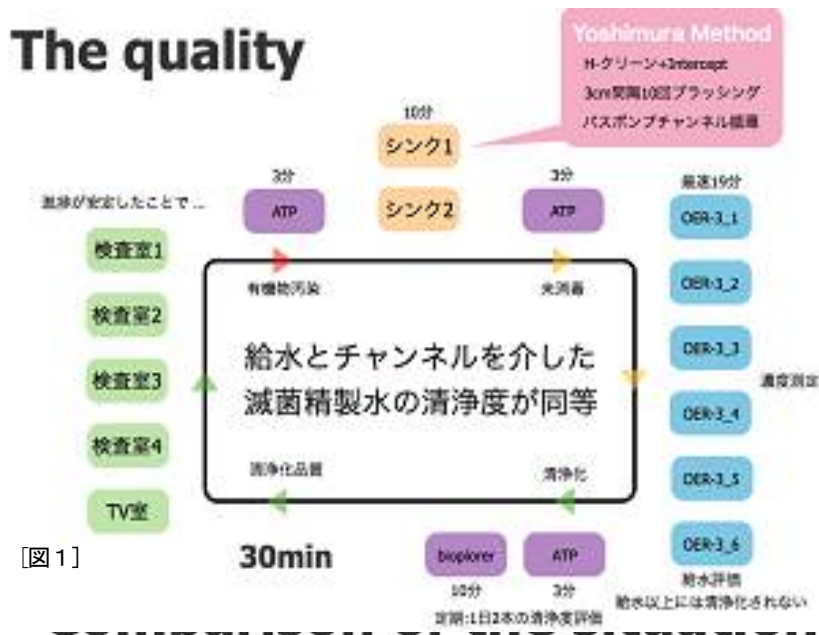 The quality
Yoshimura Method
H-クリーン+Intercept
3cm間隔10回ブラッシング
バスポンプチャンネル循環
10分
シンク1
シンク2
3分
ATP
3分
ATP
最速19分
OER-3_1
OER-3_2
OER-3_3
OER-3_4
OER-3_5
OER-3_6
濃度測定
給水評価
給水以上には清浄化されない
進捗が安定したことで...
検査室1
検査室2
検査室3
検査室4
TV室
有機物汚染
未消毒
給水とチャンネルを介した
滅菌精製水の清浄度が同等
清浄化品質
清浄化
[図1]
30min
bioplorer
ATP
10分
3分
定期:1日2本の清浄度評価